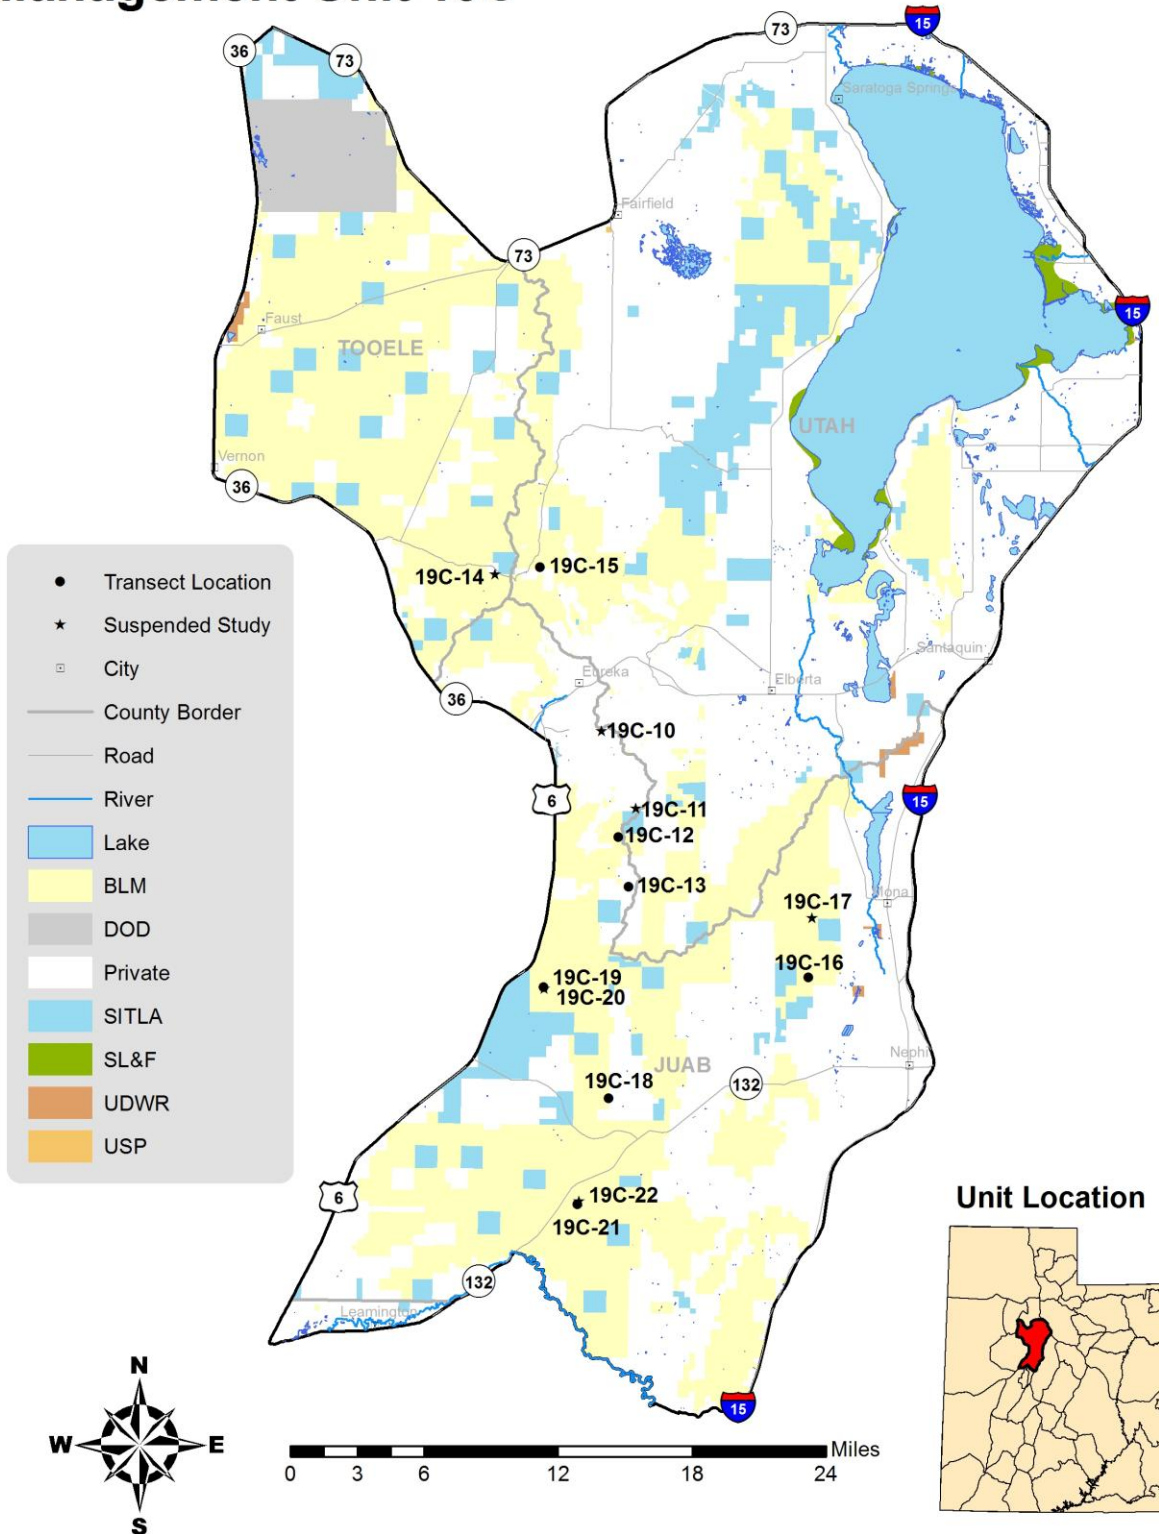 36
73
73
15
Saratoga Springs
Fairfield
73
15
Faust
TOOELE
UTAH
Vernon
36
19C-14
19C-15
Transect Location
Suspended Study
City
County Border
Road
River
Lake
BLM
DOD
Private
SITLA
SL&F
UDWR
USP
Santaquin
Eureka
Elberta
36
19C-10
6
15
19C-11
19C-12
19C-13
Mona
19C-17
19C-16
19C-19
19C-20
JUAB
Nephi
19C-18
132
6
19C-22
19C-21
132
Leamington
15
Unit Location
N
W
E
S
Miles
0
3
6
12
18
24